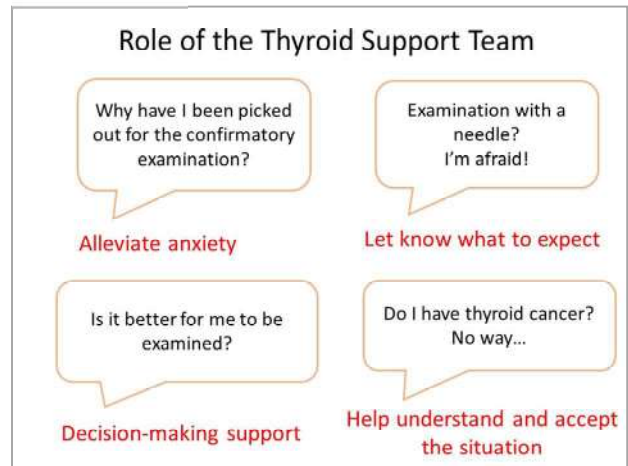 Role of the Thyroid Support Team
Why have I been picked
out for the confirmatory
examination?
Alleviate anxiety
Examination with a
needle?
I'm afraid!
Let know what to expect
Is it better for me to be
examined?
Decision-making support
Do I have thyroid cancer?
No way...
Help understand and accept
the situation